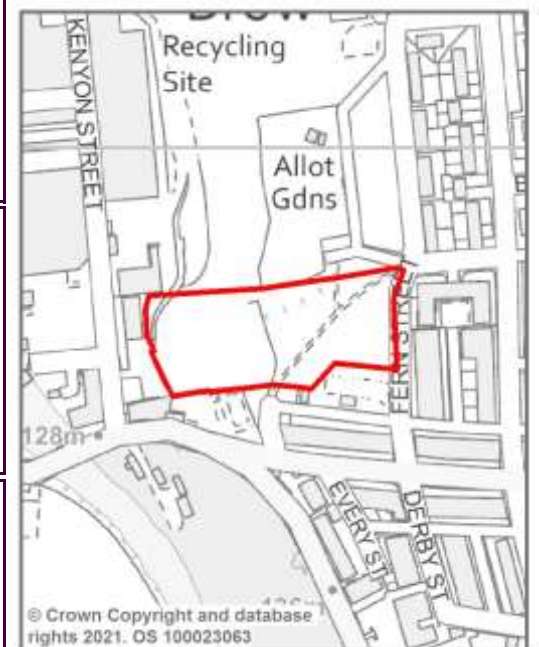 Recycling
Site
KENYON STREET
Allot
Gdns
FERN STREET
128m
EVERY ST
DERBY ST
© Crown Copyright and database
rights 2021. OS 100023063